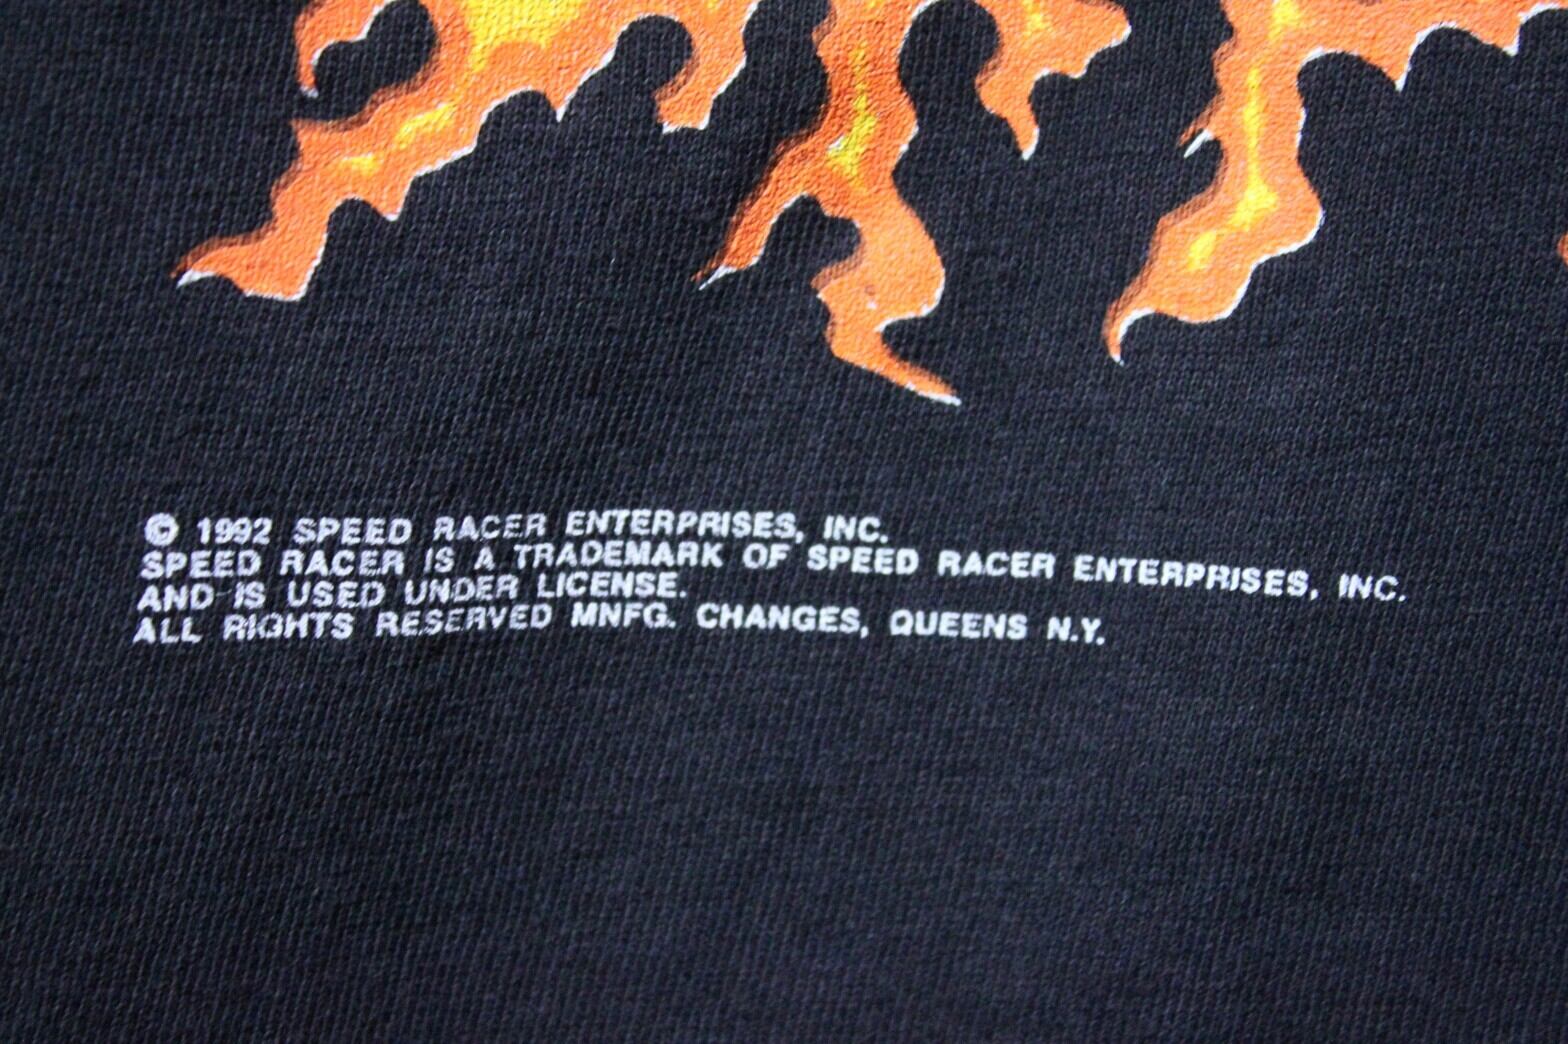 © 1992 SPEED RACER ENTERPRISES, INC.
SPEED RACER IS A TRADEMARK OF SPEED RACER ENTERPRISES, INC.
AND IS USED UNDER LICENSE.
ALL RIGHTS RESERVED MNFG. CHANGES, QUEENS N.Y.